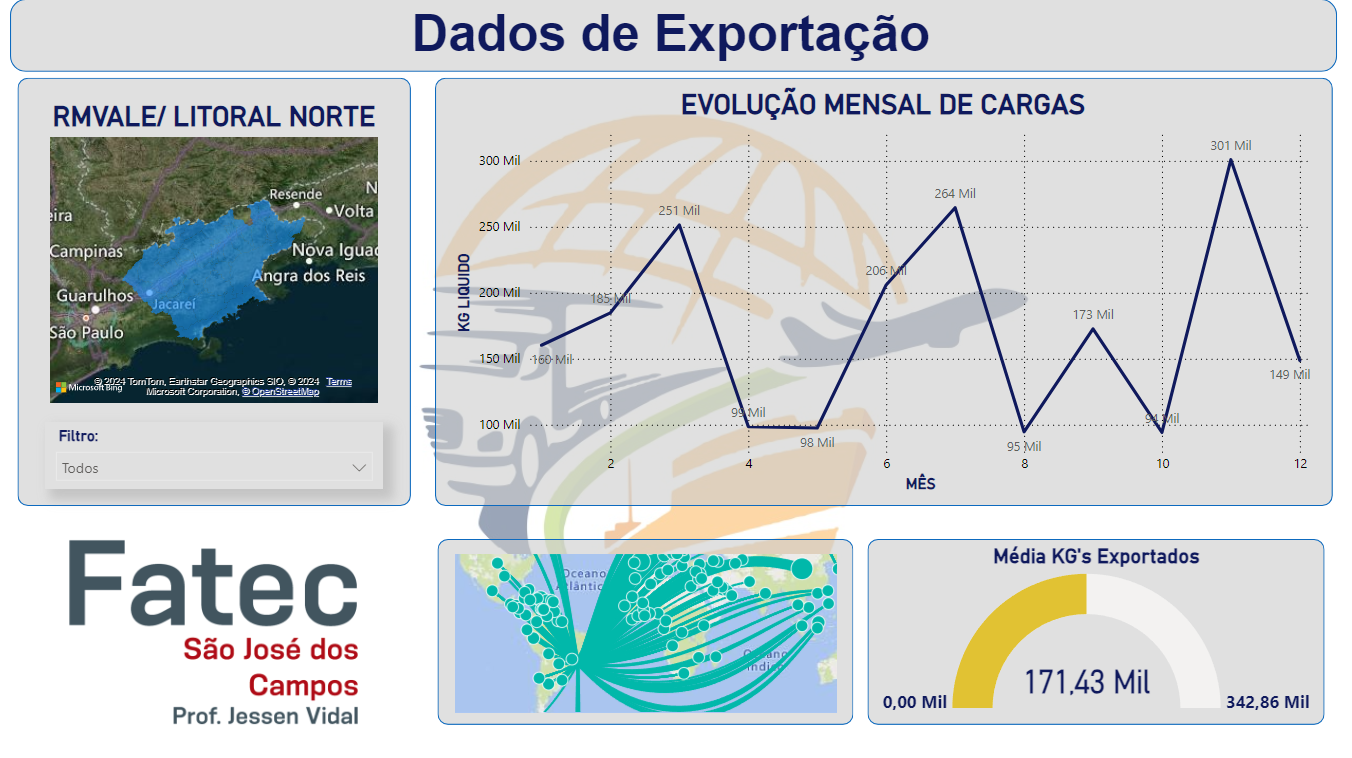 Dados de Exportação
RMVALE/ LITORAL NORTE
Resende
N
eira
Volta
Campinas
Nova Iguac
Angra dos Reis
Guarulhos
Jacareí
São Paulo
Microsoft Bing
© 2024 TomTom, Earthstar Geographics SIO, © 2024 Terms
Microsoft Corporation, © OpenStreetMap
Filtro:
Todos
EVOLUÇÃO MENSAL DE CARGAS
KG LIQUIDO
300 Mil
250 Mil
200 Mil
150 Mil
100 Mil
160 Mil
185 Mil
251 Mil
99 Mil
98 Mil
206 Mil
264 Mil
95 Mil
173 Mil
94 Mil
301 Mil
149 Mil
2 4 6 8 10 12
MÊS
Fatec
São José dos
Campos
Prof. Jessen Vidal
Oceano
Atlântico
Oceano
Índico
Média KG's Exportados
171,43 Mil
0,00 Mil
342,86 Mil